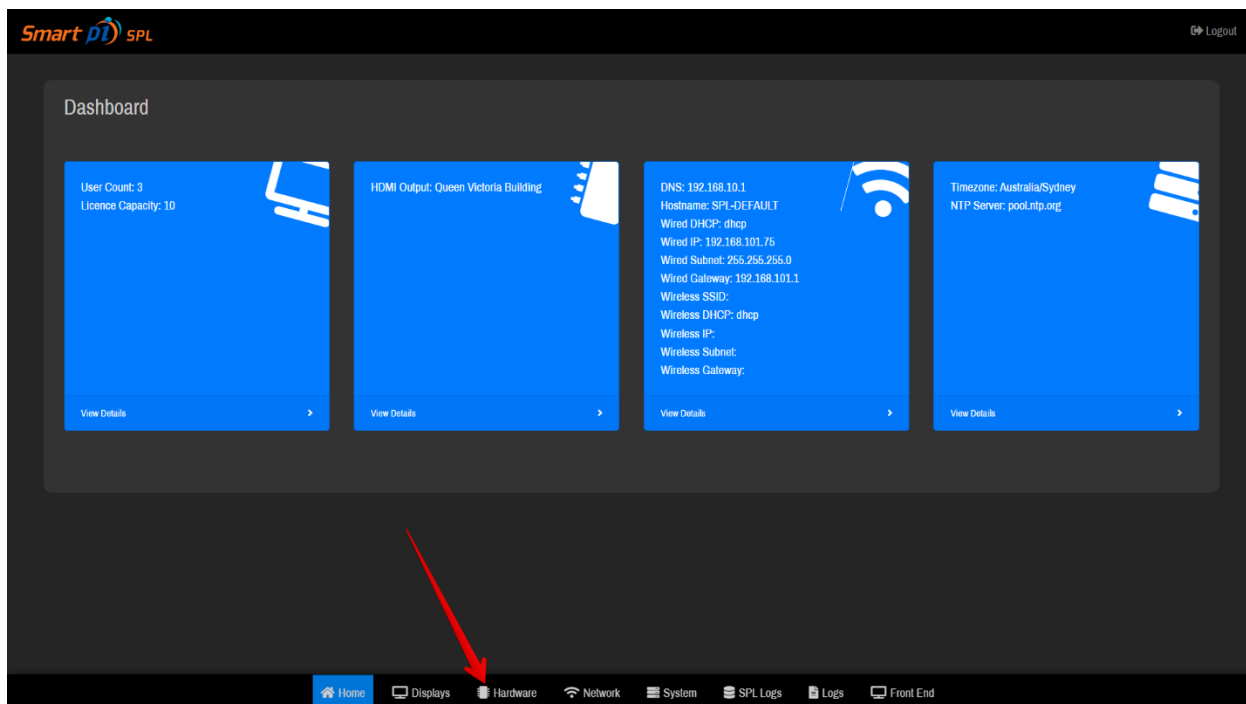 Smart pi SPL
Logout
Dashboard
User Count: 3
Licence Capacity: 10
View Details
HDMI Output: Queen Victoria Building
View Details
DNS: 192.168.10.1
Hostname: SPL-DEFAULT
Wired DHCP: dhcp
Wired IP: 192.168.101.75
Wired Subnet: 255.255.255.0
Wired Gateway: 192.168.101.1
Wireless SSID:
Wireless DHCP: dhcp
Wireless IP:
Wireless Subnet:
Wireless Gateway:
View Details
Timezone: Australia/Sydney
NTP Server: pool.ntp.org
View Details
Home Displays Hardware Network System SPL Logs Logs Front End